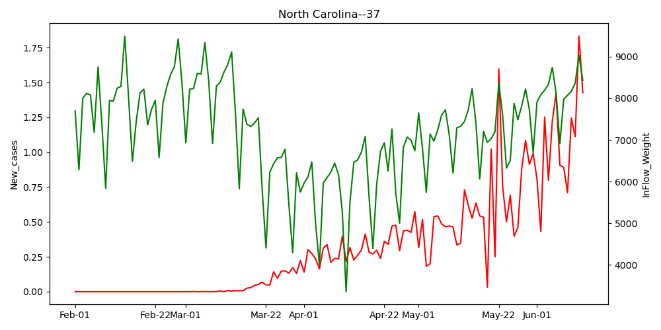 North Carolina--37
New_cases
InFlow_Weight
1.75
1.50
1.25
1.00
0.75
0.50
0.25
0.00
9000
8000
7000
6000
5000
4000
Feb-01
Feb-22
Mar-01
Mar-22
Apr-01
Apr-22
May-01
May-22
Jun-01